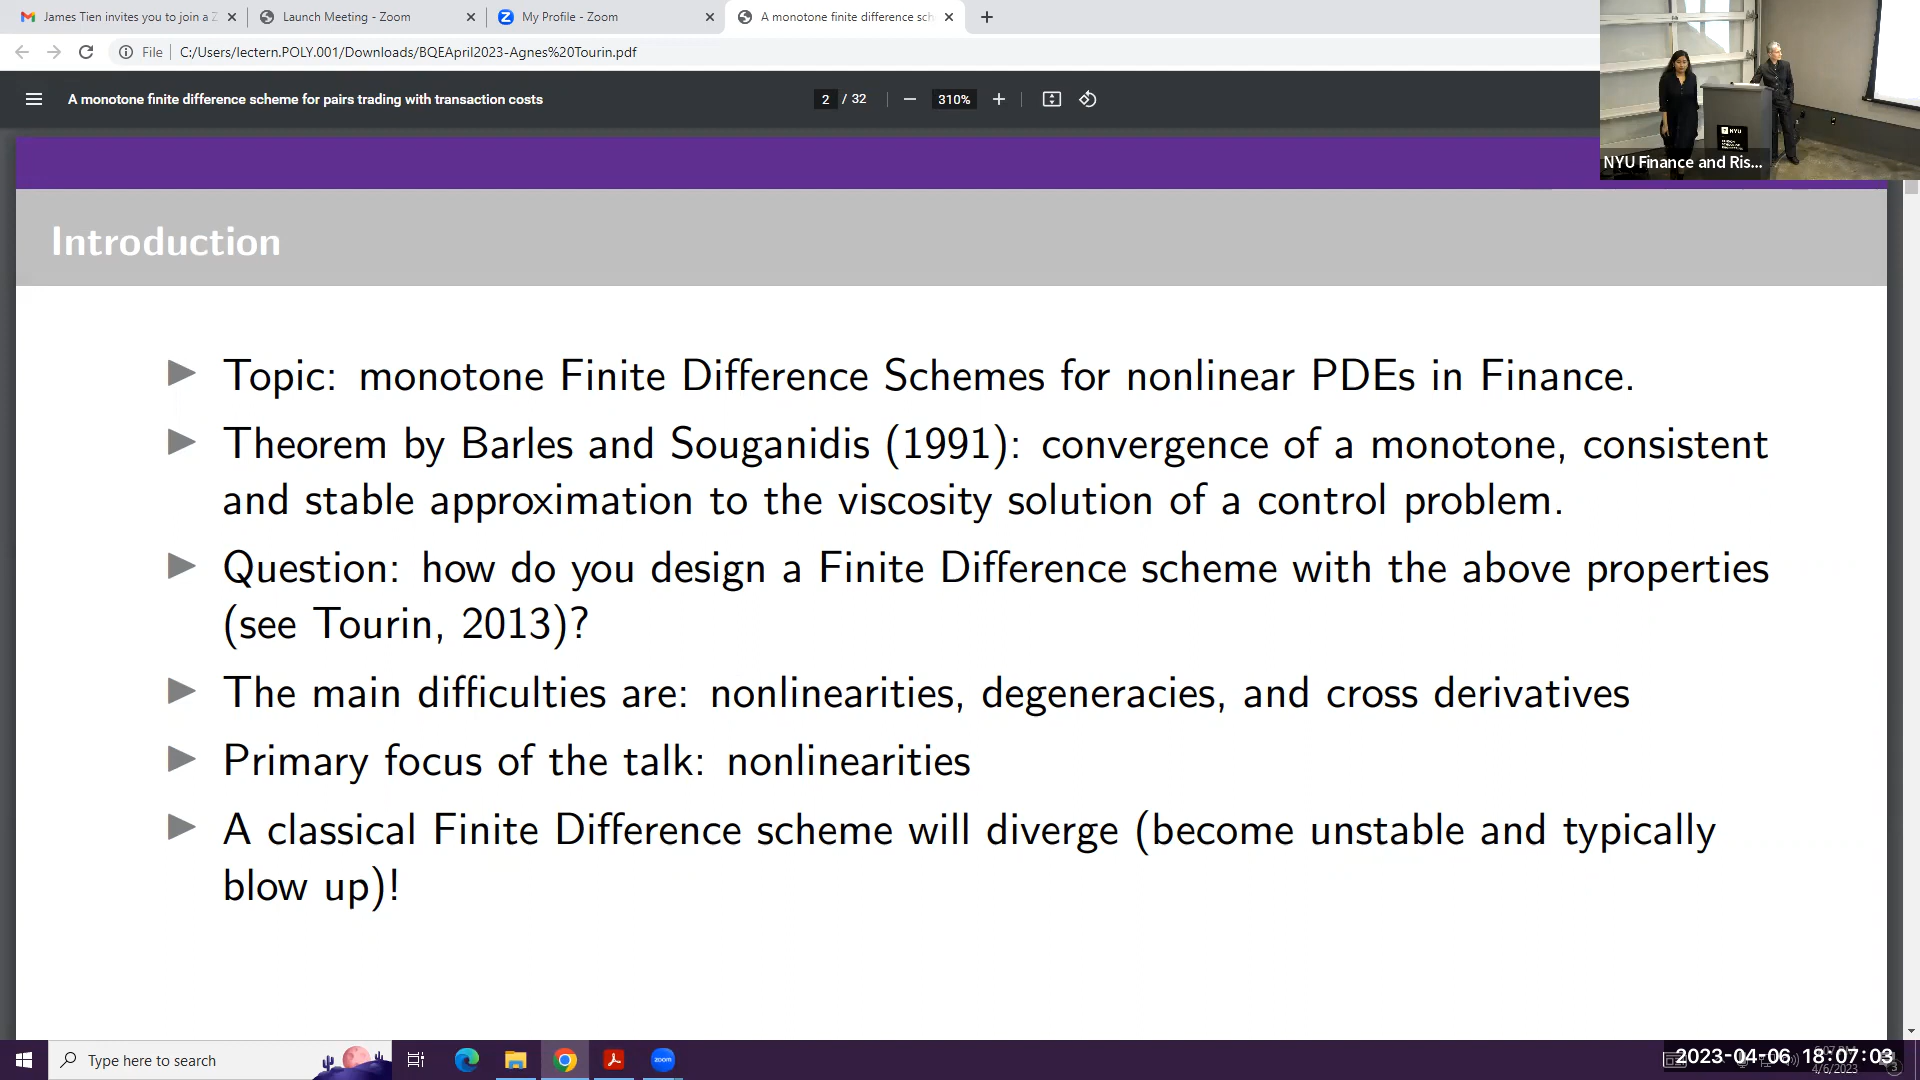 James Tien invites you to join a Z
Launch Meeting - Zoom
My Profile - Zoom
A monotone finite difference sch
File
C:/Users/lectern.POLY.001/Downloads/BQEApril2023-Agnes%20Tourin.pdf
A monotone finite difference scheme for pairs trading with transaction costs
2 / 32
310%
NYU
NYU Finance and Ris...
Introduction
Topic: monotone Finite Difference Schemes for nonlinear PDEs in Finance.
Theorem by Barles and Souganidis (1991): convergence of a monotone, consistent
and stable approximation to the viscosity solution of a control problem.
Question: how do you design a Finite Difference scheme with the above properties
(see Tourin, 2013)?
The main difficulties are: nonlinearities, degeneracies, and cross derivatives
Primary focus of the talk: nonlinearities
A classical Finite Difference scheme will diverge (become unstable and typically
blow up)!
Type here to search
zoom
2023-04-06 18:07:03
4/6/2023
3